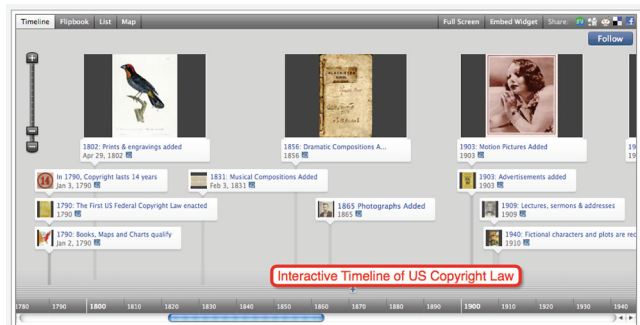 Timeline Flipbook List Map Full Screen Embed Widget Share:
Follow
1802: Prints & engravings added
Apr 29, 1802
1856: Dramatic Compositions A...
1856
1903: Motion Pictures Added
1903
In 1790, Copyright lasts 14 years
Jan 3, 1790
1831: Musical Compositions Added
Feb 3, 1831
1903: Advertisements added
1903
1790: The First US Federal Copyright Law enacted
1790
1865 Photographs Added
1865
1909: Lectures, sermons & addresses
1909
1790: Books, Maps and Charts qualify
Jan 2, 1790
1940: Fictional characters and plots are rec
1910
Interactive Timeline of US Copyright Law
1780 1790 1800 1810 1820 1830 1840 1850 1860 1870 1880 1890 1900 1910 1920 1930 1940